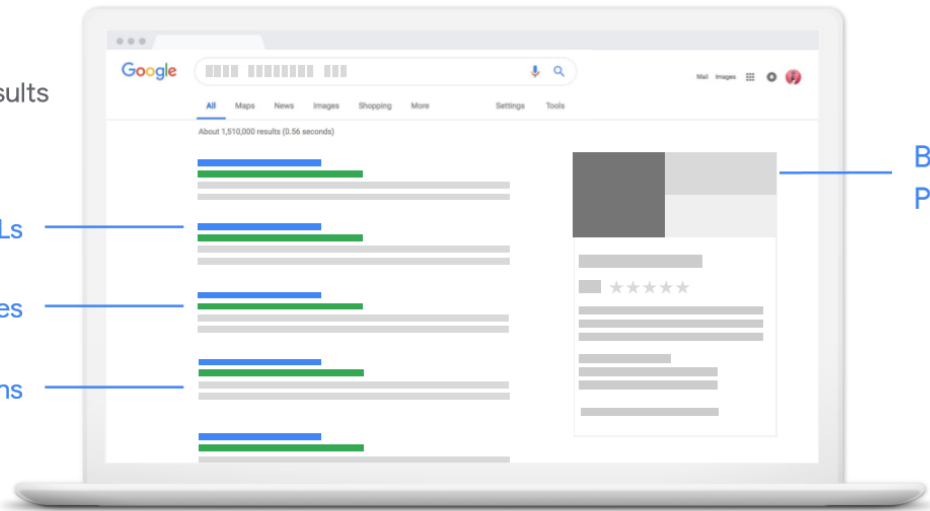 sults
Google
Mail Images
All Maps News Images Shopping More Settings Tools
About 1,510,000 results (0.56 seconds)
B
P
Ls
es
ns